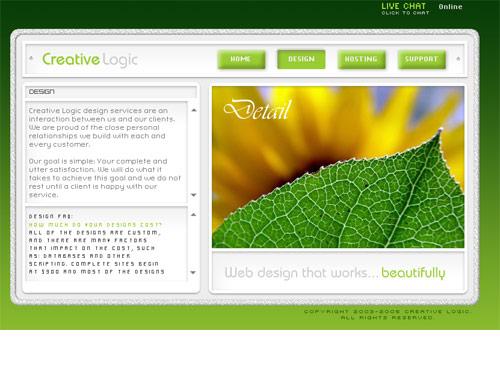 LIVE CHAT Online
CLICK TO CHAT
Creative Logic
HOME DESIGN HOSTING SUPPORT
DESIGN
Creative Logic design services are an
interaction between us and our clients.
We are proud of the close personal
relationships we build with each and
every customer.
Our goal is simple: Your complete and
utter satisfaction. We will do what it
takes to achieve this goal and we do not
rest until a client is happy with our
service.
DESIGN FAQ:
HOW MUCH DO YOUR DESIGNS COST?
ALL OF THE DESIGNS ARE CUSTOM,
AND THERE ARE MANY FACTORS
THAT IMPACT ON THE COST, SUCH
AS: DATABASES AND OTHER
SCRIPTING. COMPLETE SITES BEGIN
AT $900 AND MOST OF THE DESIGNS
Detail
Web design that works... beautifully
COPYRIGHT 2003-2005 CREATIVE LOGIC.
ALL RIGHTS RESERVED.